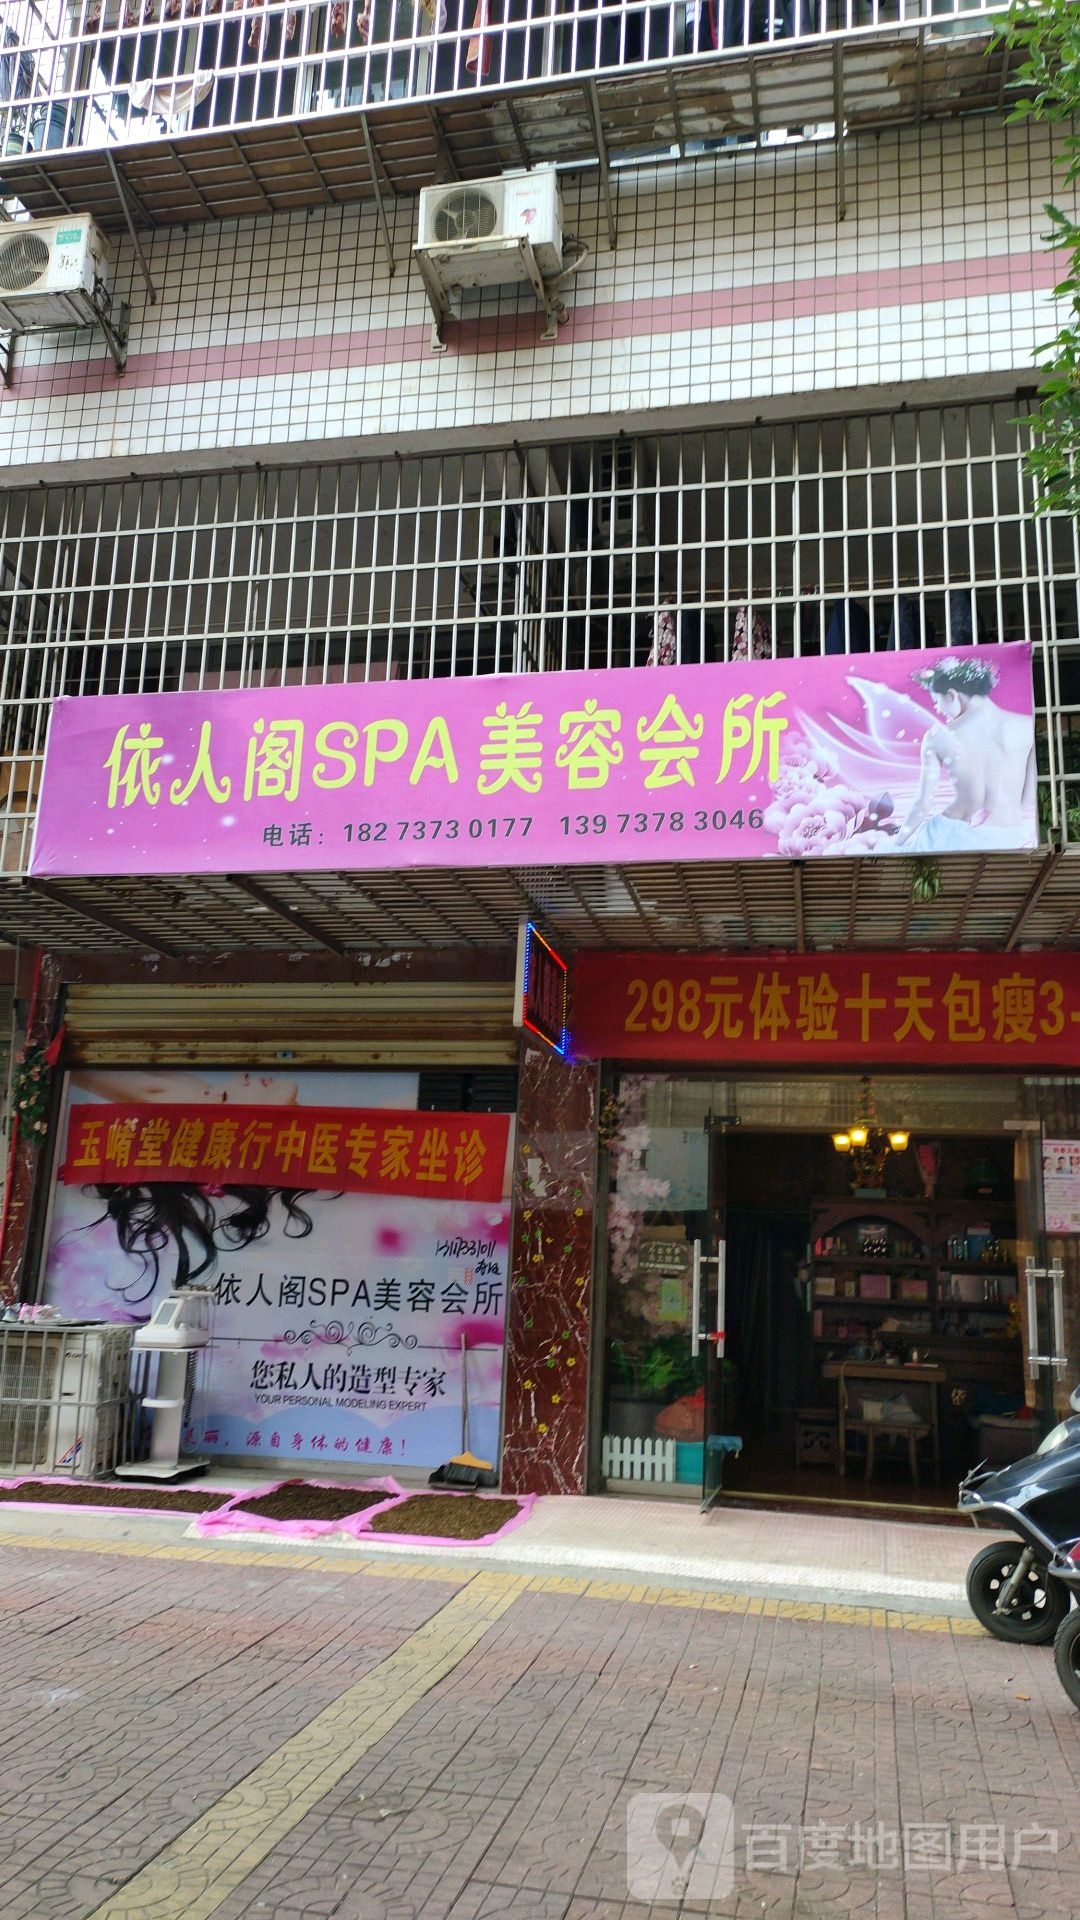 TCL
依人阁SPA美容会所
电话：182 7373 0177 139 7378 3046
298元体验十天包瘦3-
玉嵴堂健康行中医专家坐诊
依人阁SPA美容会所
您私人的造型专家
YOUR PERSONAL MODELING EXPERT
丽，源自身体的健康！
百度地图用户